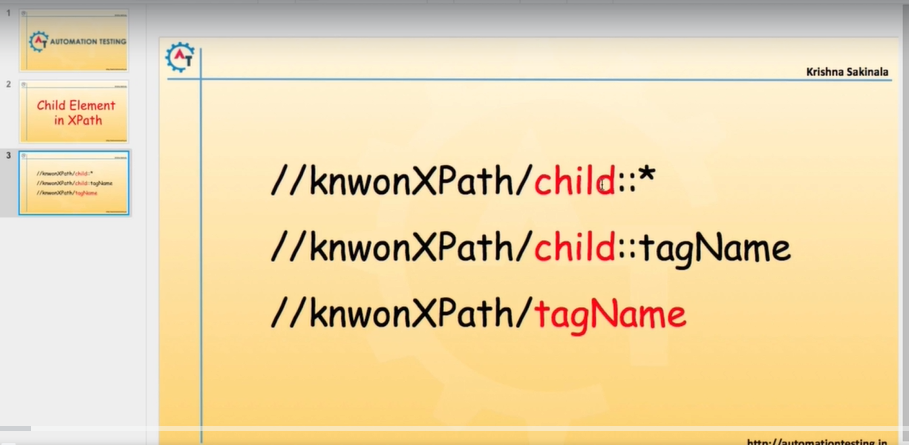 1
AUTOMATION TESTING
2
Child Element
in XPath
3
//knwonXPath/child::*
//knwonXPath/child::tagName
//knwonXPath/tagName
Krishna Sakinala
//knwonXPath/child::*
//knwonXPath/child::tagName
//knwonXPath/tagName
http://automationtesting.in